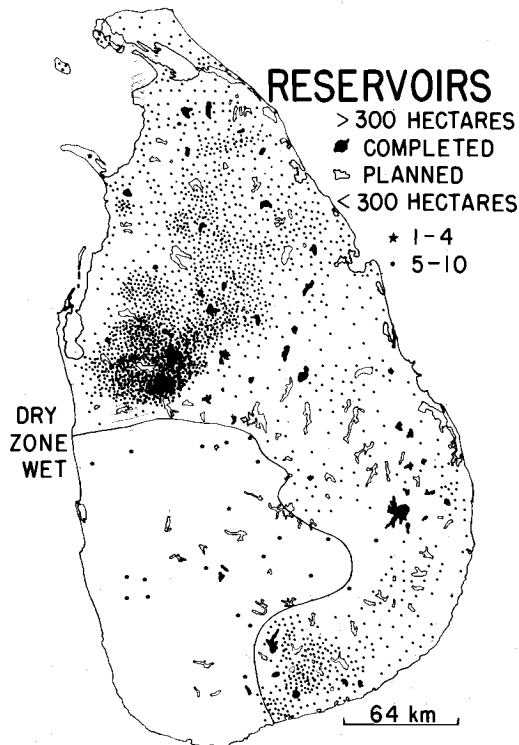 RESERVOIRS
> 300 HECTARES
COMPLETED
PLANNED
< 300 HECTARES
★ 1-4
• 5-10
DRY
ZONE
WET
64 km